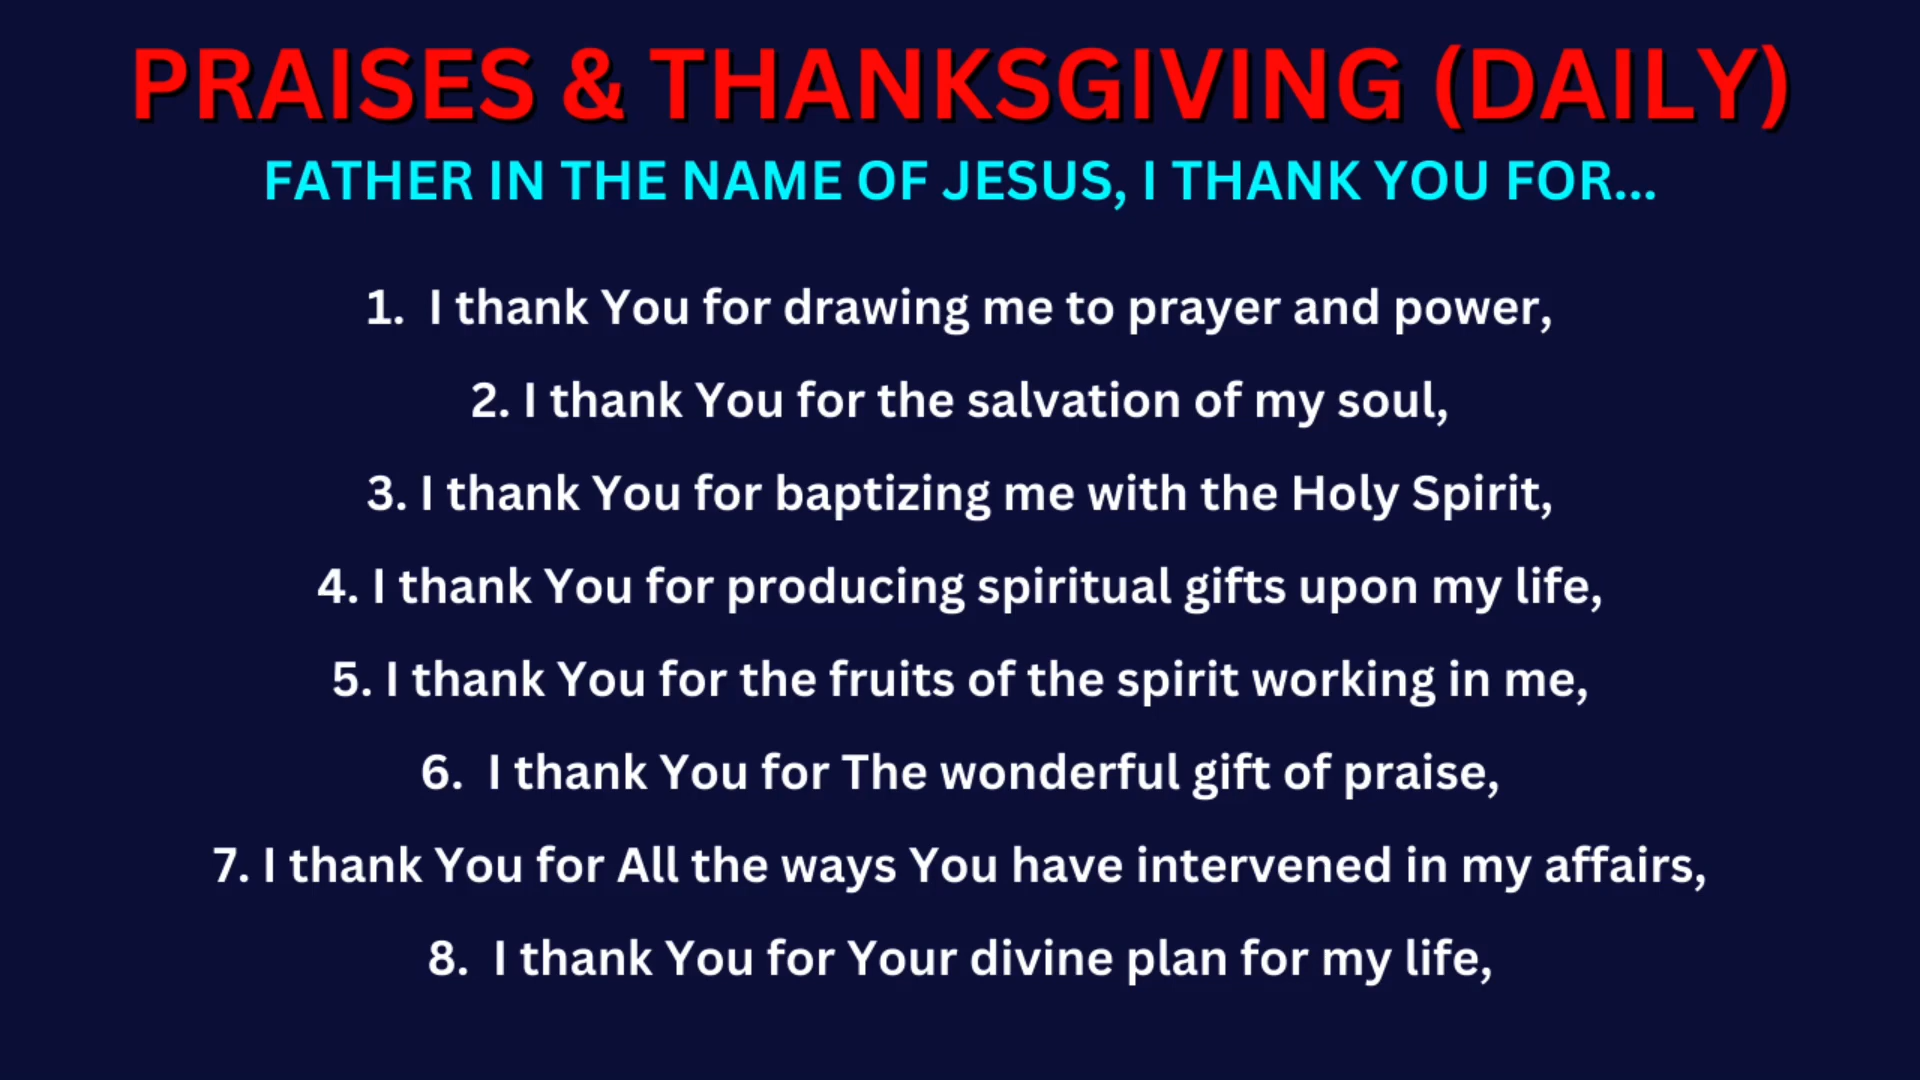 PRAISES & THANKSGIVING (DAILY)
FATHER IN THE NAME OF JESUS, I THANK YOU FOR...
1. I thank You for drawing me to prayer and power,
2. I thank You for the salvation of my soul,
3. I thank You for baptizing me with the Holy Spirit,
4. I thank You for producing spiritual gifts upon my life,
5. I thank You for the fruits of the spirit working in me,
6. I thank You for The wonderful gift of praise,
7. I thank You for All the ways You have intervened in my affairs,
8. I thank You for Your divine plan for my life,